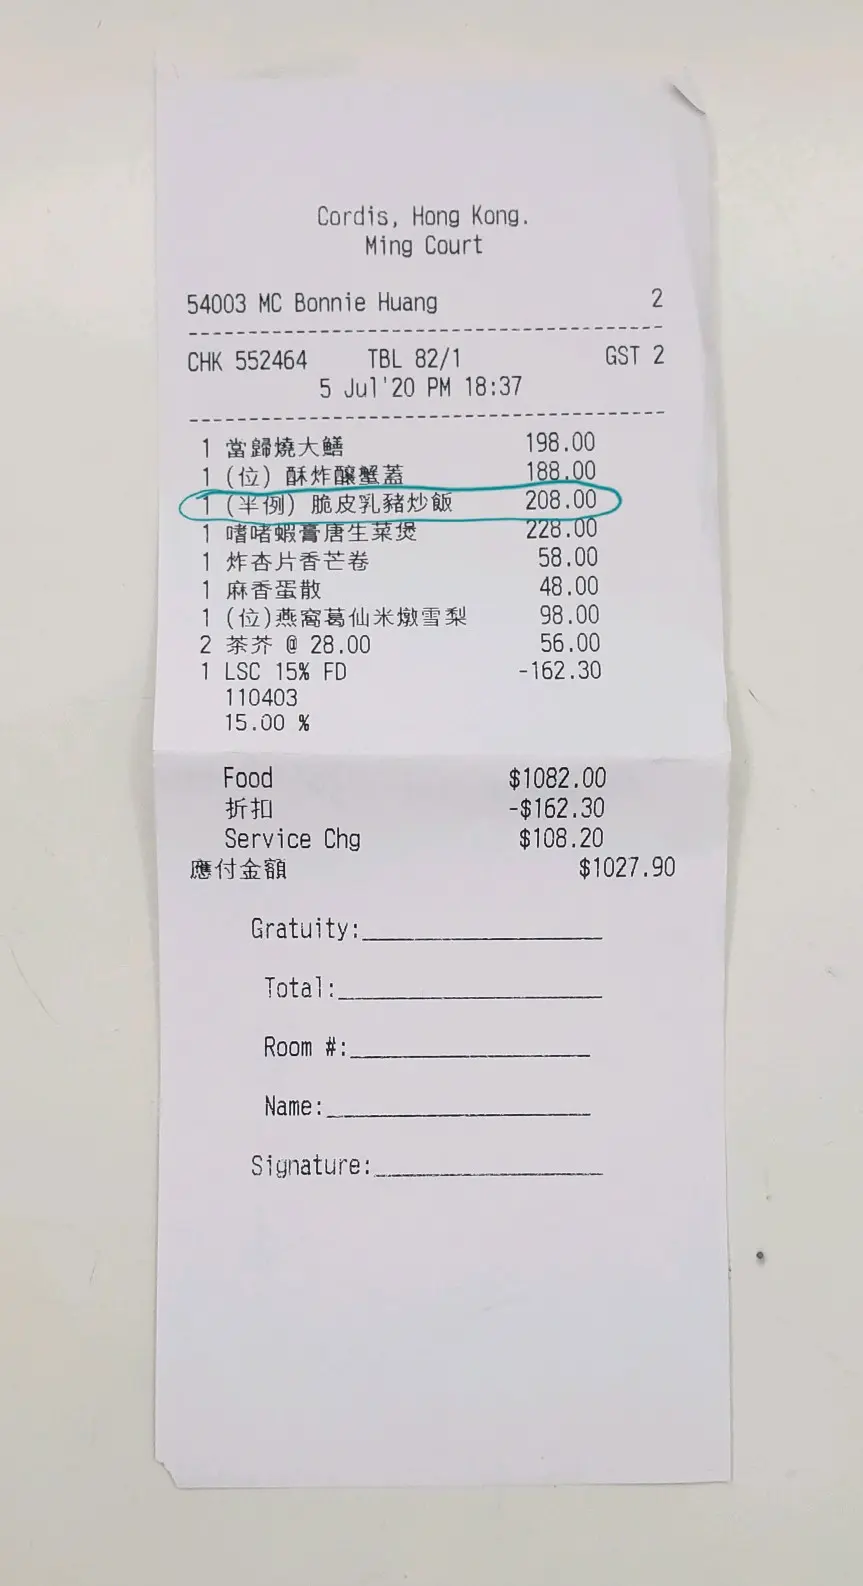 Cordis, Hong Kong.
Ming Court
54003 MC Bonnie Huang 2
CHK 552464 TBL 82/1 GST 2
5 Jul'20 PM 18:37
1 當歸燒大鱔 198.00
1 (位) 酥炸釀蟹蓋 188.00
1 (半例) 脆皮乳豬炒飯 208.00
1 嗜啫蝦膏唐生菜煲 228.00
1 炸杏片香芒卷 58.00
1 麻香蛋散 48.00
1 (位)燕窩葛仙米燉雪梨 98.00
2 茶芥 @ 28.00 56.00
1 LSC 15% FD -162.30
110403
15.00 %
Food $1082.00
折扣 -$162.30
Service Chg $108.20
應付金額 $1027.90
Gratuity:
Total:
Room #:
Name:
Signature: